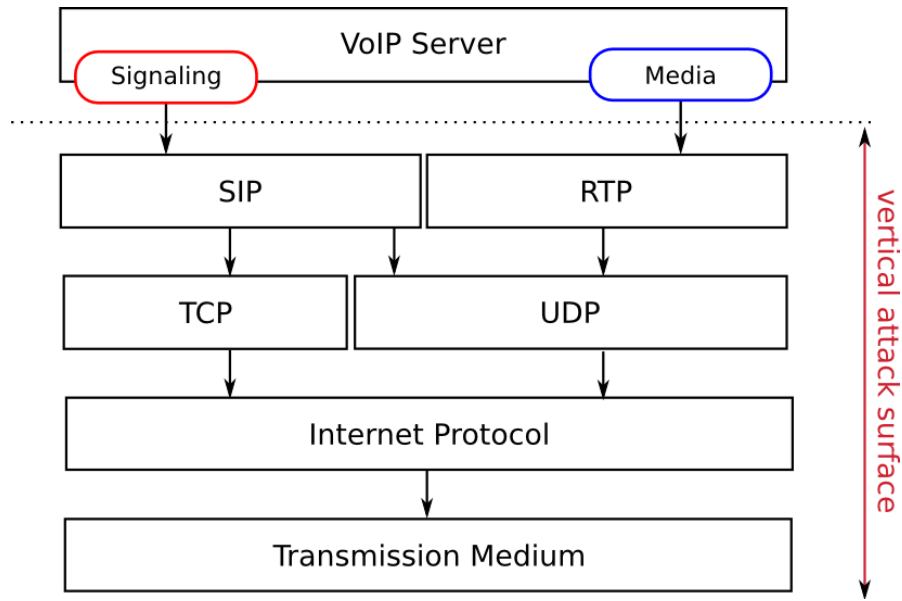 VoIP Server
Signaling
Media
SIP
RTP
TCP
UDP
Internet Protocol
Transmission Medium
vertical attack surface